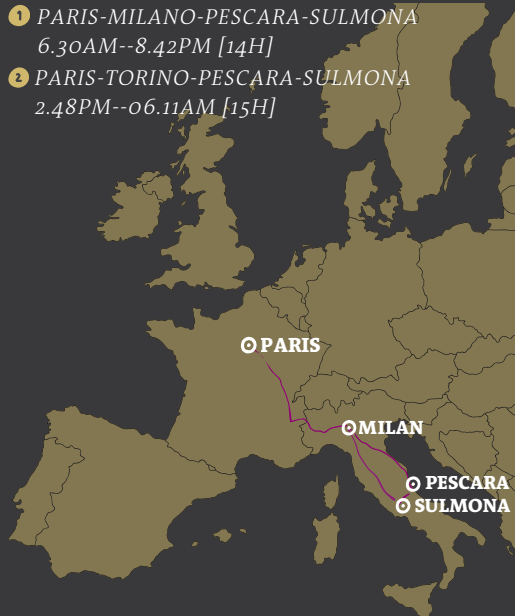 1 PARIS-MILANO-PESCARA-SULMONA
6.30AM--8.42PM [14H]
2 PARIS-TORINO-PESCARA-SULMONA
2.48PM--06.11AM [15H]
PARIS
MILAN
PESCARA
SULMONA